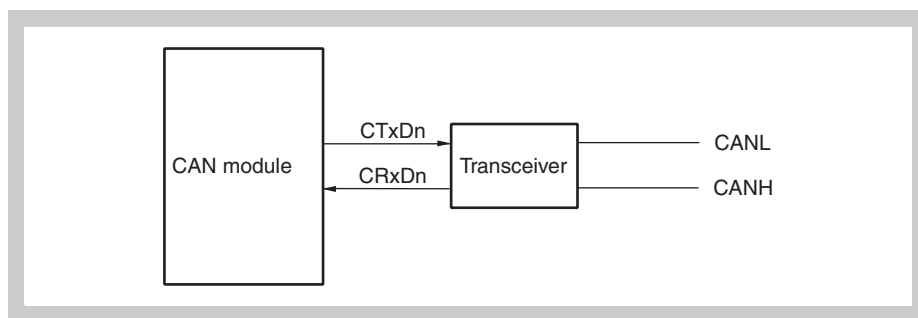 CAN module
CTxDn
CRxDn
Transceiver
CANL
CANH